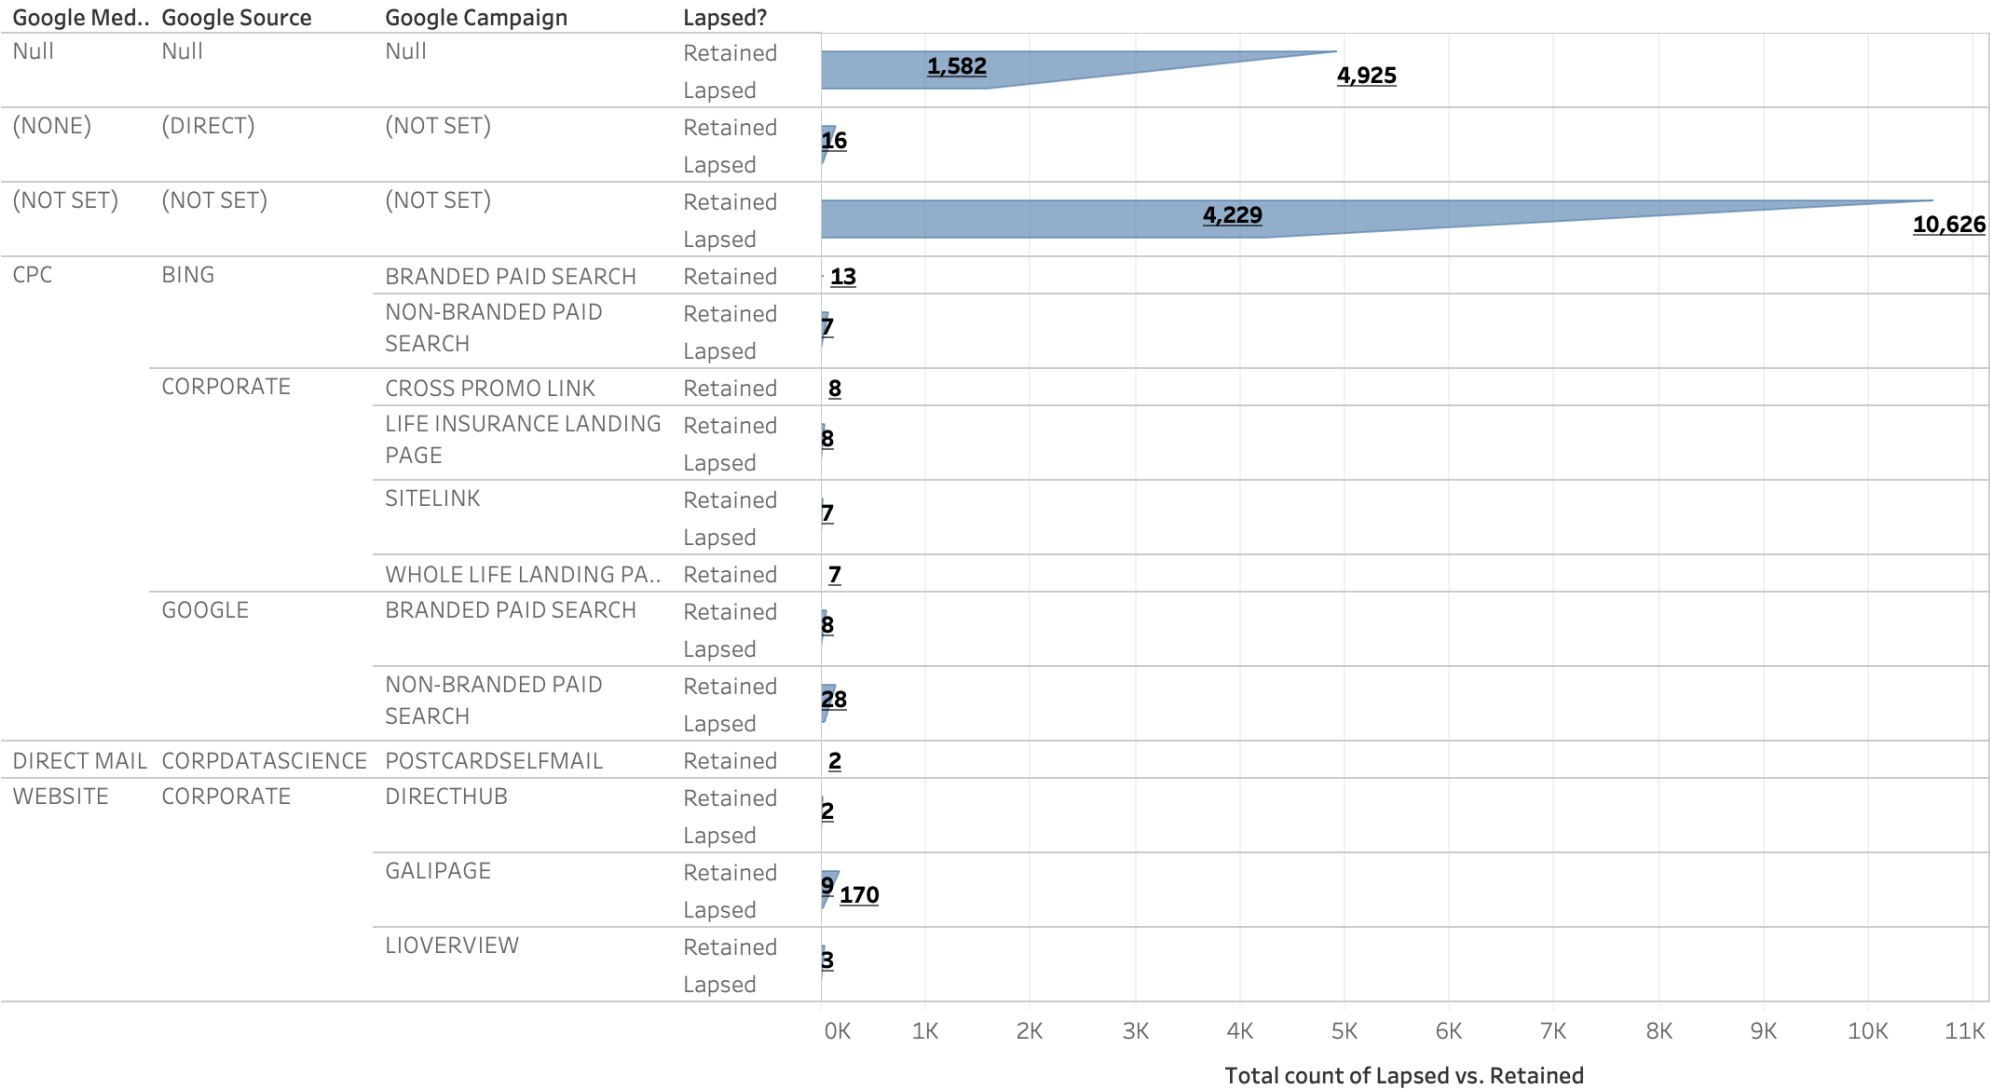 Google Med.. Google Source Google Campaign Lapsed?
Null Null Null Retained
1,582
4,925
Lapsed
(NONE) (DIRECT) (NOT SET) Retained
16
Lapsed
(NOT SET) (NOT SET) (NOT SET) Retained
4,229
10,626
Lapsed
CPC BING BRANDED PAID SEARCH Retained 13
NON-BRANDED PAID Retained
7
SEARCH Lapsed
CORPORATE CROSS PROMO LINK Retained 8
LIFE INSURANCE LANDING Retained
8
PAGE Lapsed
SITELINK Retained
7
Lapsed
WHOLE LIFE LANDING PA.. Retained 7
GOOGLE BRANDED PAID SEARCH Retained
8
Lapsed
NON-BRANDED PAID Retained
28
SEARCH Lapsed
DIRECT MAIL CORPDATASCIENCE POSTCARDSELFMAIL Retained 2
WEBSITE CORPORATE DIRECTHUB Retained
2
Lapsed
GALIPAGE Retained
9 170
Lapsed
LIOVERVIEW Retained
3
Lapsed
0K 1K 2K 3K 4K 5K 6K 7K 8K 9K 10K 11K
Total count of Lapsed vs. Retained